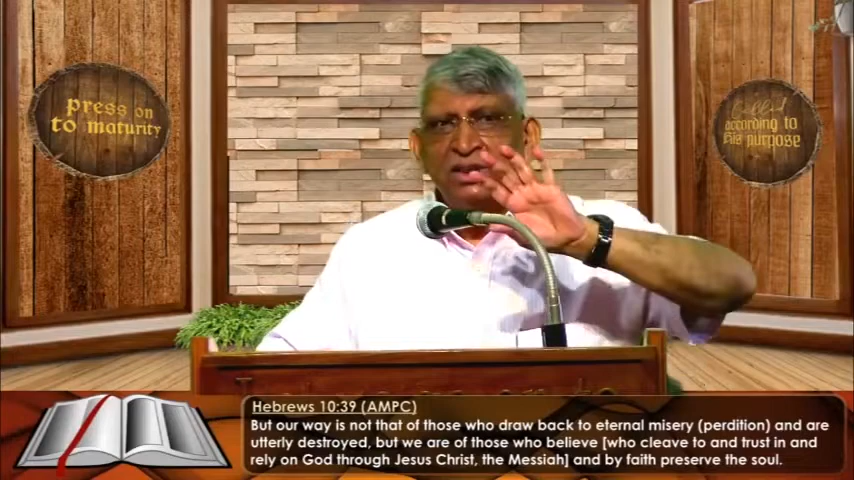 press on
to maturity
called
according to
His
purpose
Hebrews 10:39 (AMPC)
But our way is not that of those who draw back to eternal misery (perdition) and are
utterly destroyed, but we are of those who believe [who cleave to and trust in and
rely on God through Jesus Christ, the Messiah] and by faith preserve the soul.